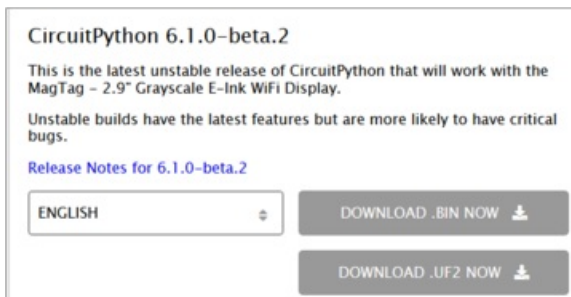 CircuitPython 6.1.0-beta.2
This is the latest unstable release of CircuitPython that will work with the
MagTag - 2.9" Grayscale E-Ink WiFi Display.
Unstable builds have the latest features but are more likely to have critical
bugs.
Release Notes for 6.1.0-beta.2
ENGLISH
DOWNLOAD .BIN NOW
DOWNLOAD .UF2 NOW